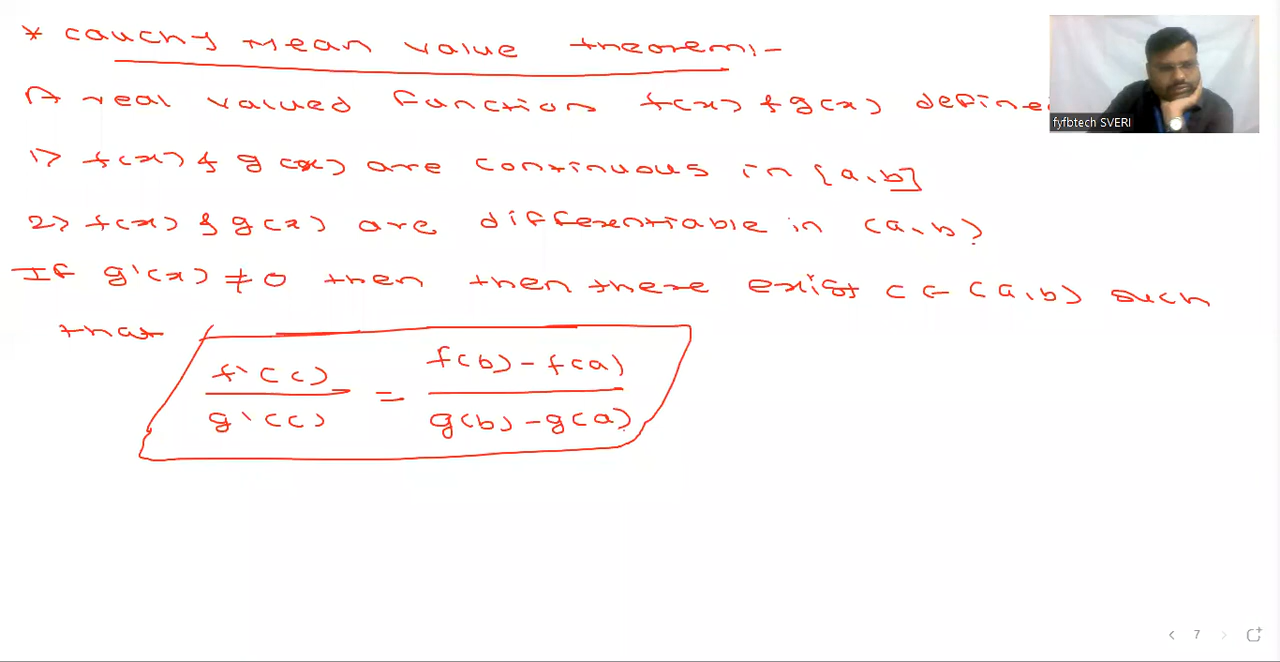 * Cauchy Mean value theorem:-
A real valued function f(x) & g(x) define
fyfbtech SVERI
1) f(x) & g(x) are continuous in [a,b]
2) f(x) & g(x) are differentiable in (a,b)
If g'(x) ≠ 0 then then there exist c ∈ (a,b) such
that
f'(c) / g'(c) = f(b) - f(a) / g(b) - g(a)
< 7 >